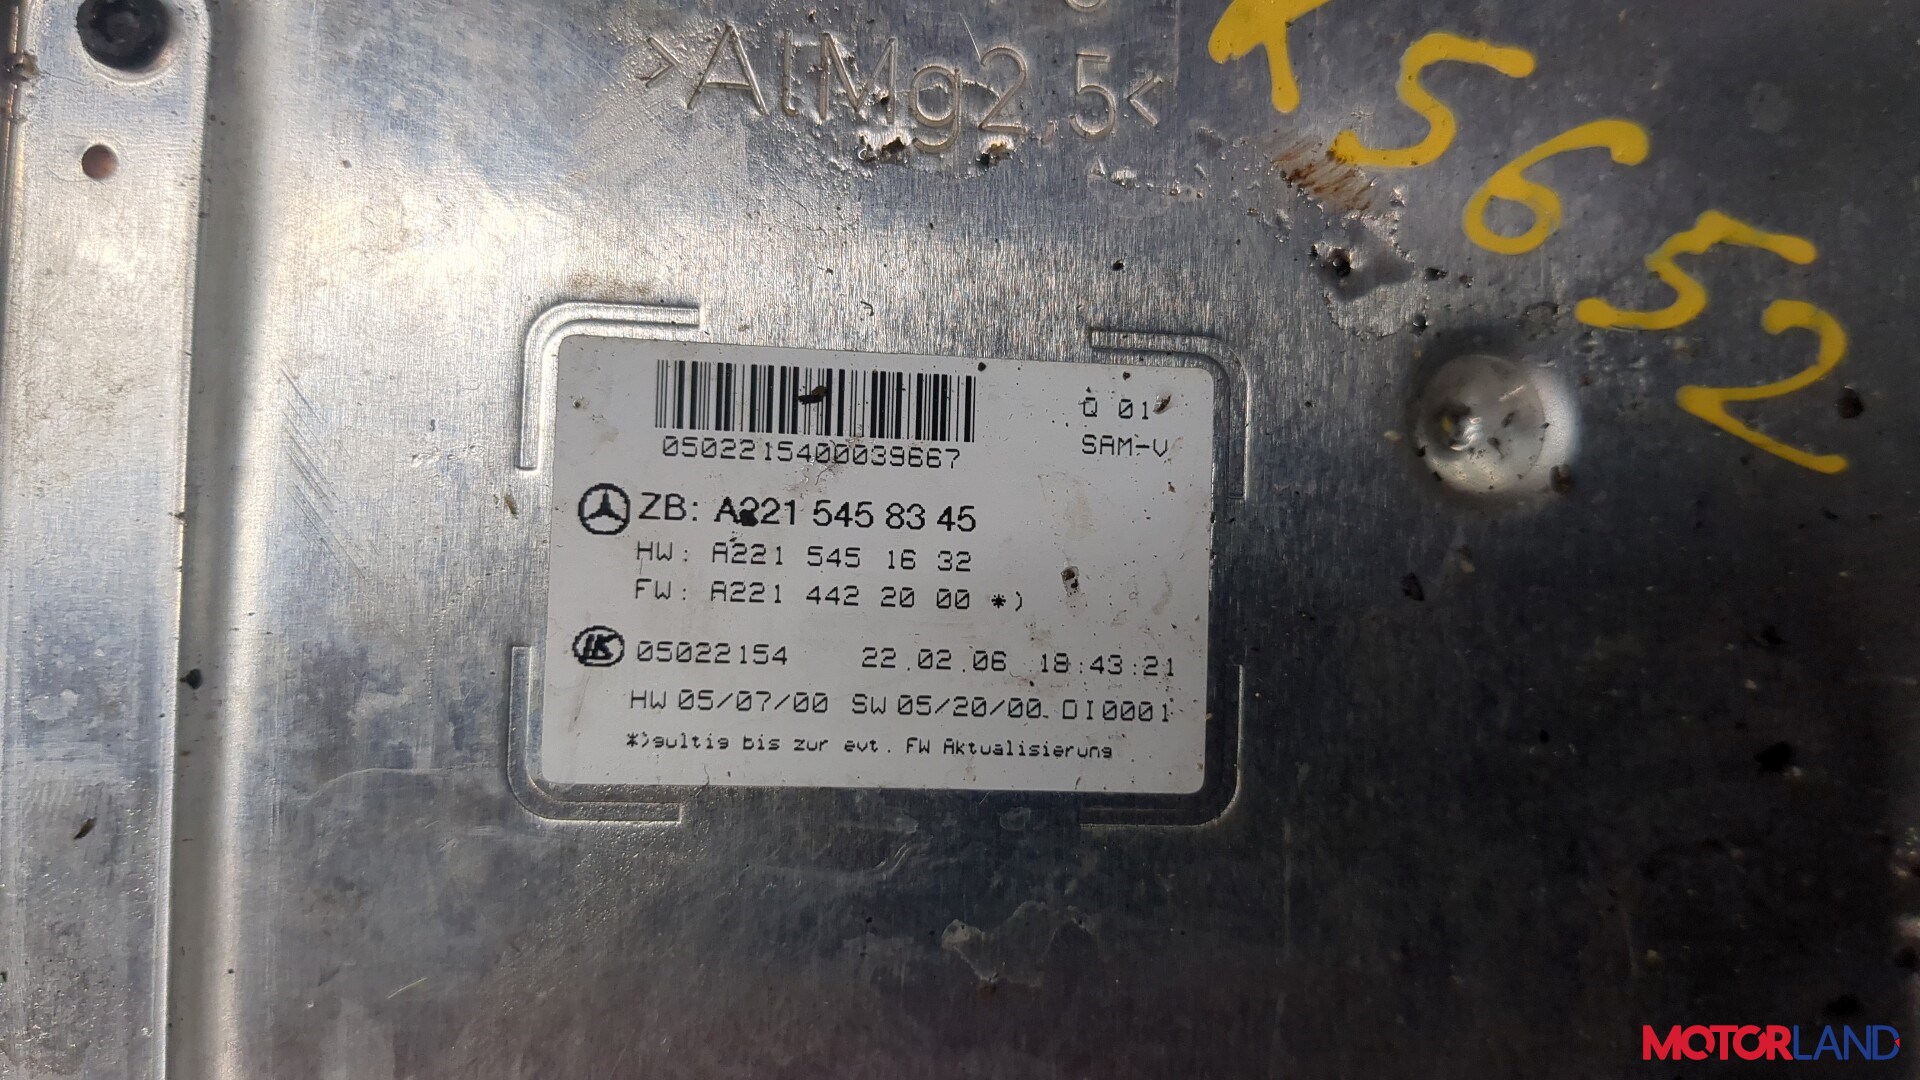 >AlMg2,5<
5652
0502215400039667
Q 01
SAM-V
ZB: A221 545 83 45
HW: A221 545 16 32
FW: A221 442 20 00 *)
05022154 22.02.06 18:43:21
HW 05/07/00 SW 05/20/00 DI0001
*)gultig bis zur evt. FW Aktualisierung
MOTORLAND